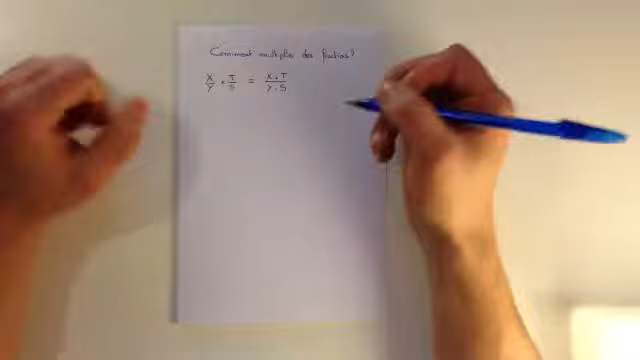 Comment multiplier des fractions?
X/Y * T/S = X * T / Y * S